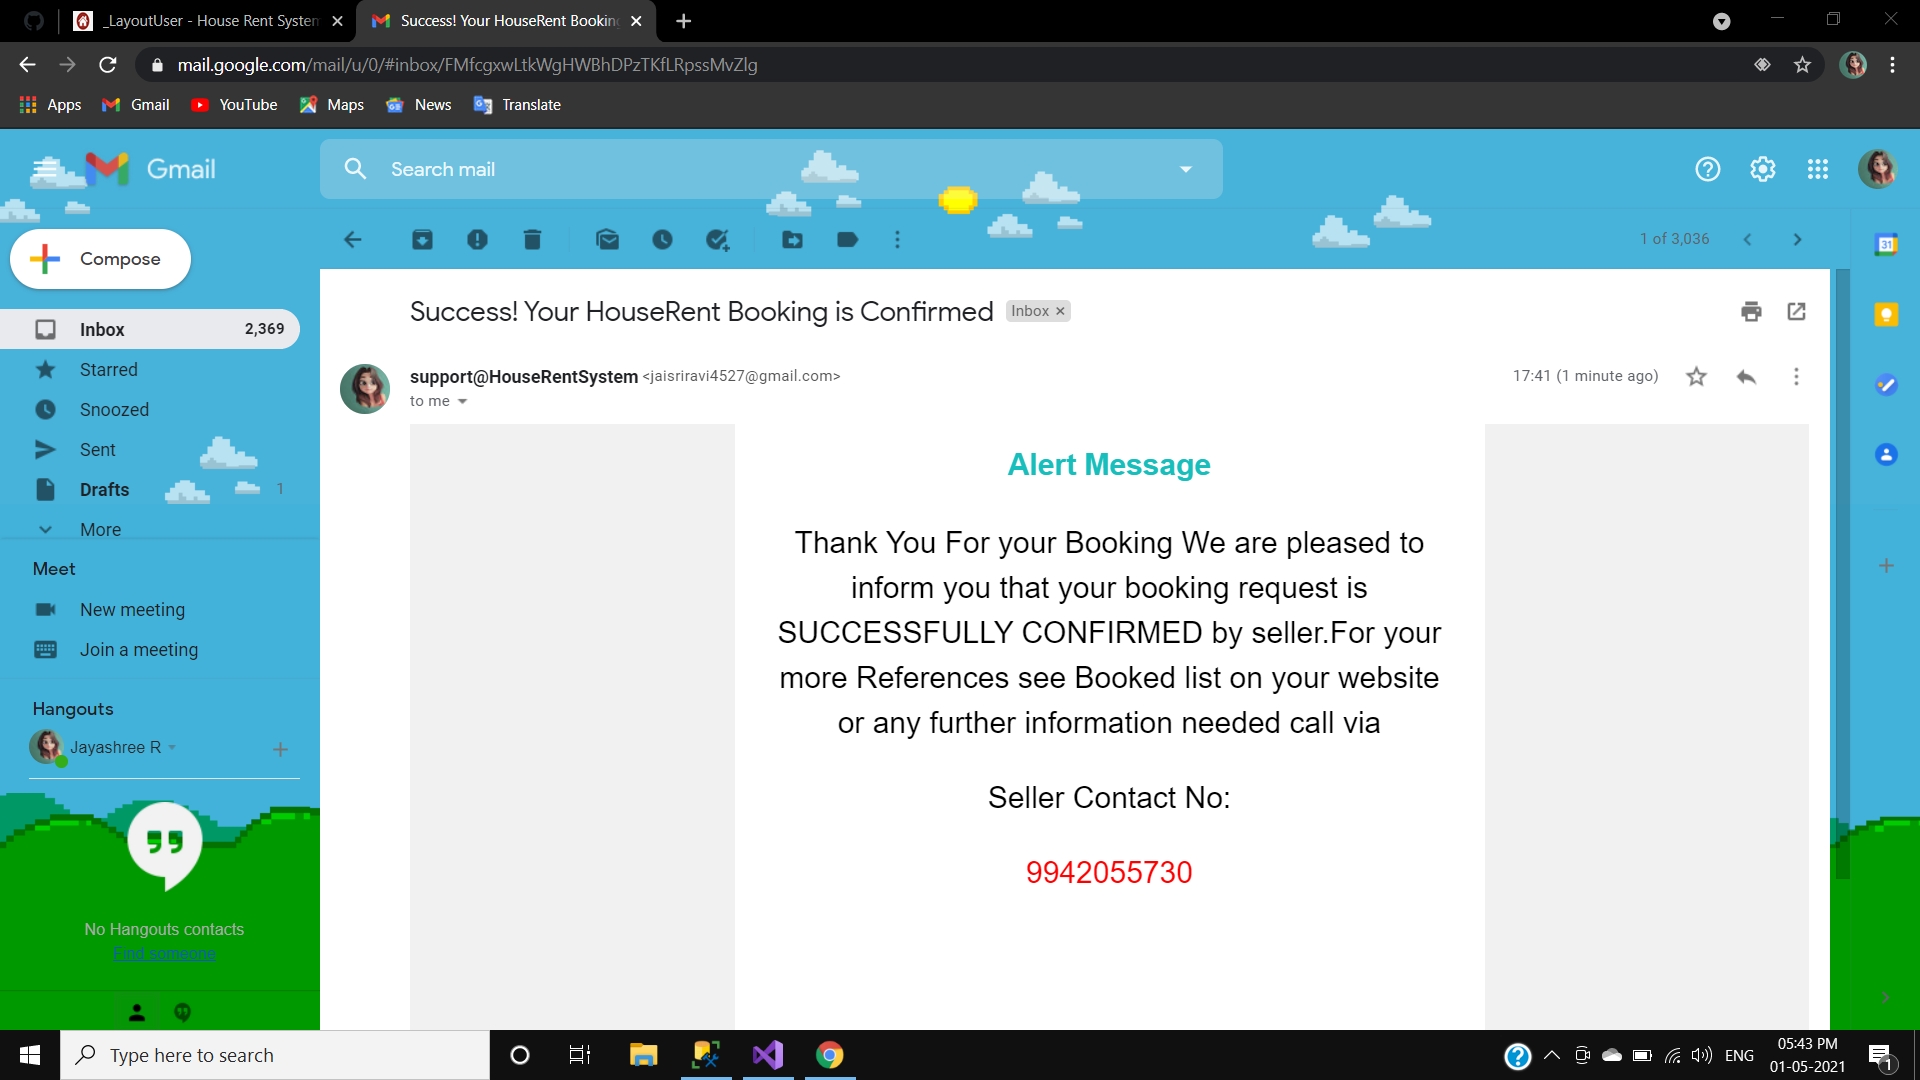 _LayoutUser - House Rent System
Success! Your HouseRent Booking
mail.google.com/mail/u/0/#inbox/FMfcgxwLtkWgHWBhDPzTKfLRpssMvZlg
Apps Gmail YouTube Maps News Translate
Gmail
Search mail
Compose
1 of 3,036
31
Inbox 2,369
Starred
Snoozed
Sent
Drafts 1
More
Meet
New meeting
Join a meeting
Hangouts
Jayashree R
No Hangouts contacts
Find someone
Success! Your HouseRent Booking is Confirmed Inbox ×
support@HouseRentSystem <jaisriravi4527@gmail.com>
17:41 (1 minute ago)
to me
Alert Message
Thank You For your Booking We are pleased to
inform you that your booking request is
SUCCESSFULLY CONFIRMED by seller.For your
more References see Booked list on your website
or any further information needed call via
Seller Contact No:
9942055730
Type here to search
ENG
05:43 PM
01-05-2021
1